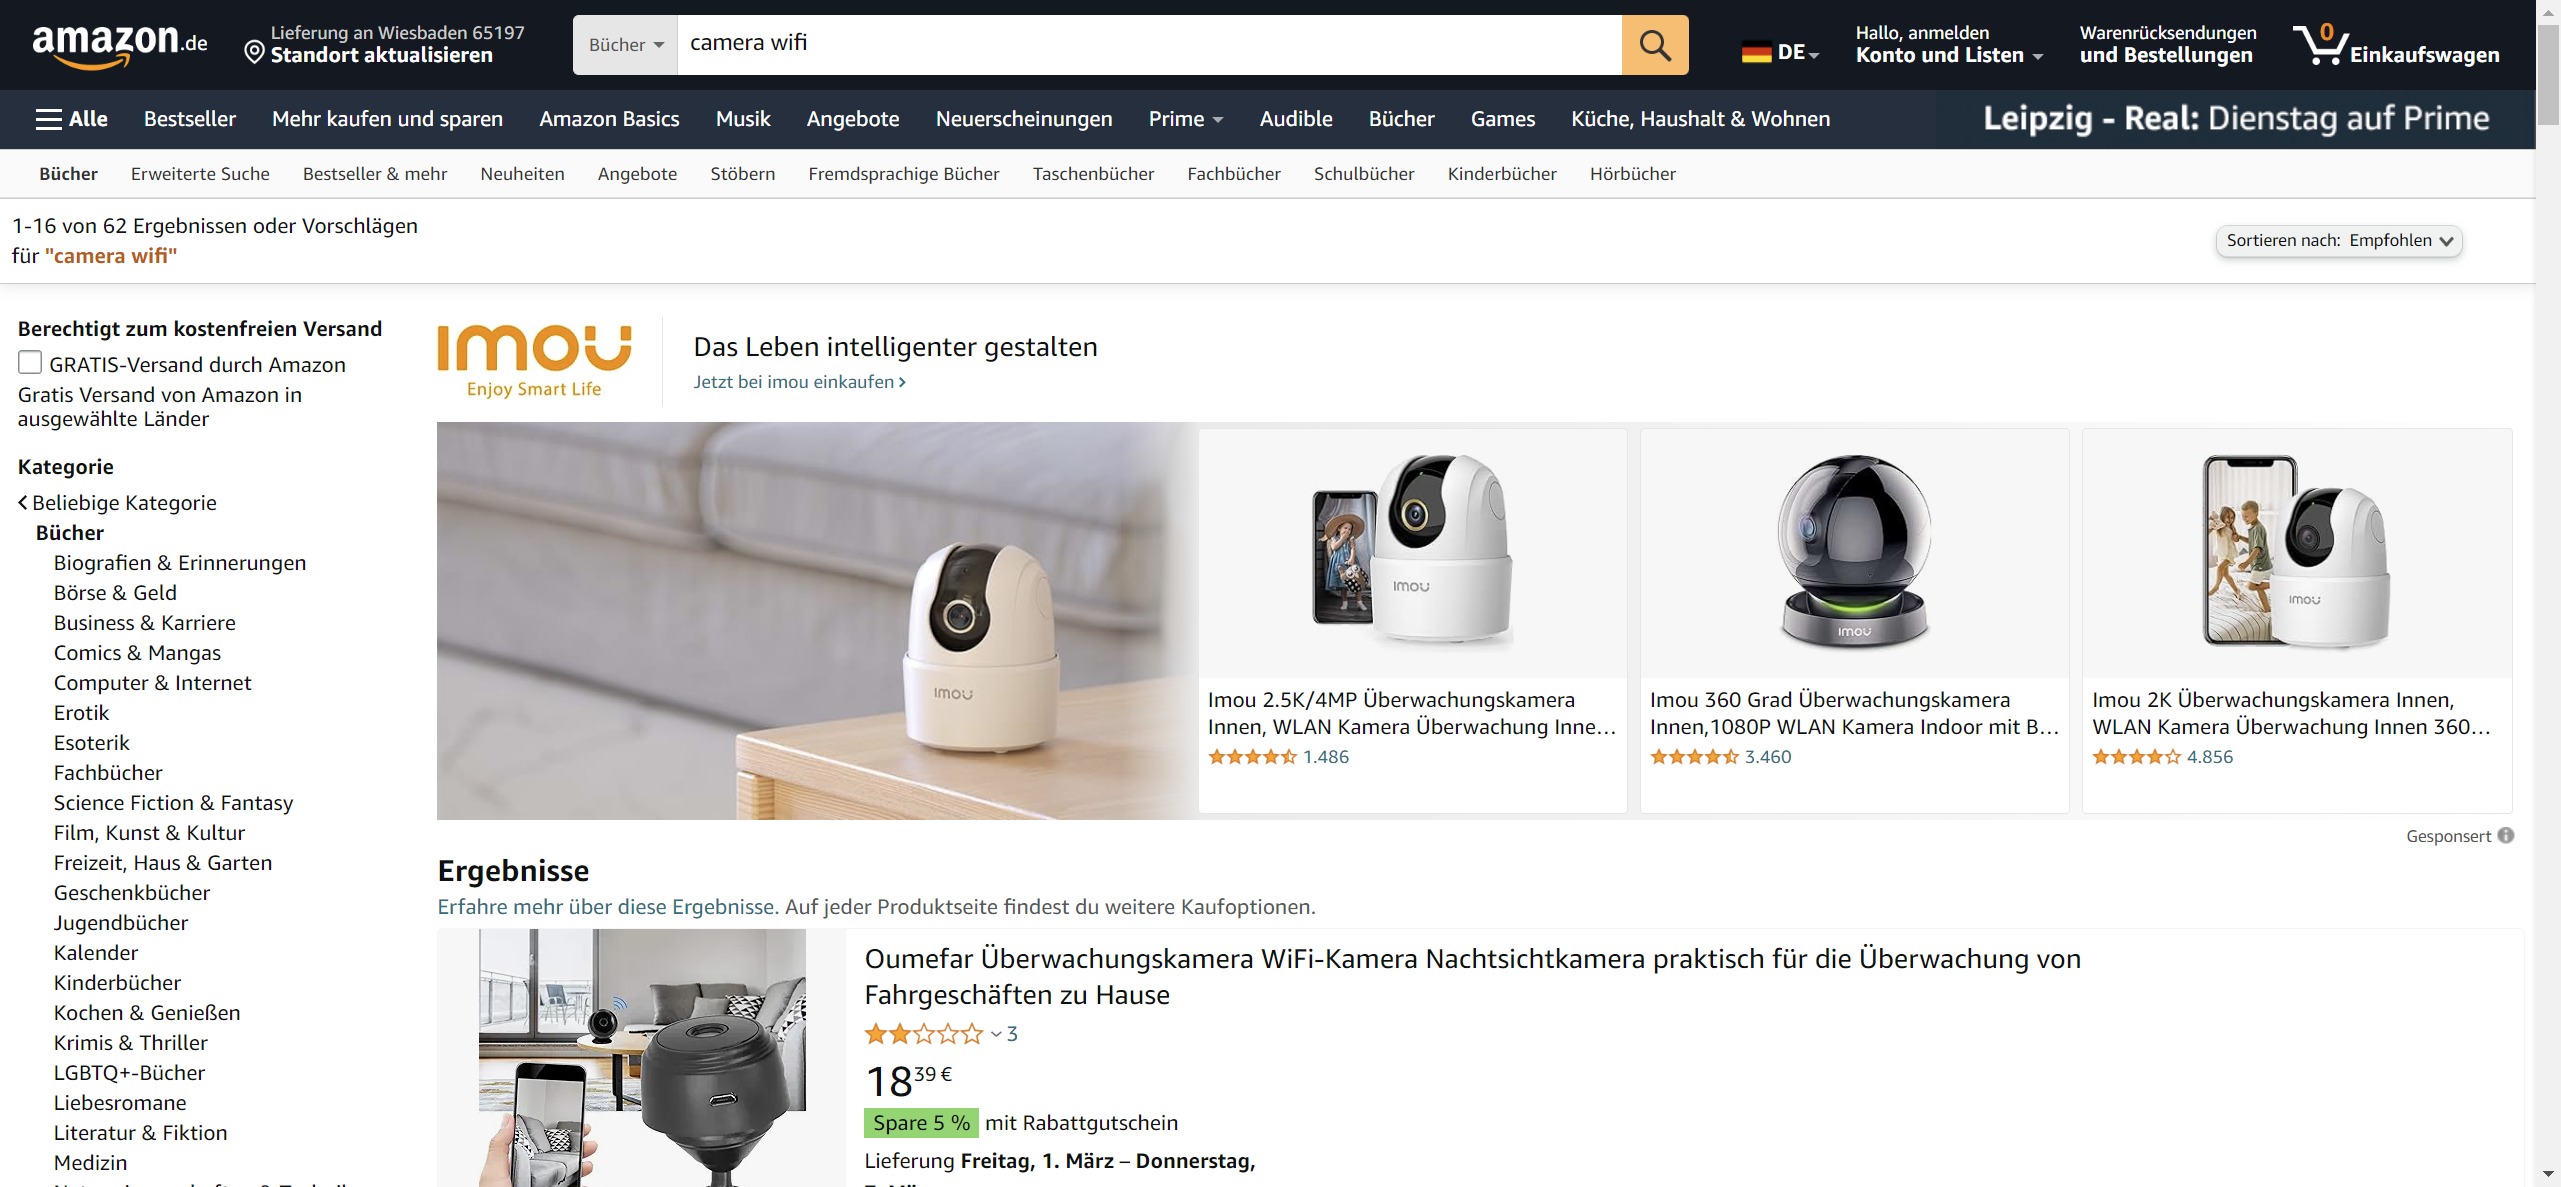 amazon.de
Lieferung an Wiesbaden 65197
Standort aktualisieren
Bücher
camera wifi
DE
Hallo, anmelden
Konto und Listen
Warenrücksendungen
und Bestellungen
0
Einkaufswagen
Alle
Bestseller
Mehr kaufen und sparen
Amazon Basics
Musik
Angebote
Neuerscheinungen
Prime
Audible
Bücher
Games
Küche, Haushalt & Wohnen
Leipzig - Real: Dienstag auf Prime
Bücher
Erweiterte Suche
Bestseller & mehr
Neuheiten
Angebote
Stöbern
Fremdsprachige Bücher
Taschenbücher
Fachbücher
Schulbücher
Kinderbücher
Hörbücher
1-16 von 62 Ergebnissen oder Vorschlägen
für "camera wifi"
Sortieren nach: Empfohlen
Berechtigt zum kostenfreien Versand
GRATIS-Versand durch Amazon
Gratis Versand von Amazon in
ausgewählte Länder
Kategorie
Beliebige Kategorie
Bücher
Biografien & Erinnerungen
Börse & Geld
Business & Karriere
Comics & Mangas
Computer & Internet
Erotik
Esoterik
Fachbücher
Science Fiction & Fantasy
Film, Kunst & Kultur
Freizeit, Haus & Garten
Geschenkbücher
Jugendbücher
Kalender
Kinderbücher
Kochen & Genießen
Krimis & Thriller
LGBTQ+-Bücher
Liebesromane
Literatur & Fiktion
Medizin
imou
Enjoy Smart Life
Das Leben intelligenter gestalten
Jetzt bei imou einkaufen
imou
imou
imou
imou
Imou 2.5K/4MP Überwachungskamera
Innen, WLAN Kamera Überwachung Inne...
1.486
Imou 360 Grad Überwachungskamera
Innen,1080P WLAN Kamera Indoor mit B...
3.460
Imou 2K Überwachungskamera Innen,
WLAN Kamera Überwachung Innen 360...
4.856
Gesponsert
Ergebnisse
Erfahre mehr über diese Ergebnisse. Auf jeder Produktseite findest du weitere Kaufoptionen.
Oumefar Überwachungskamera WiFi-Kamera Nachtsichtkamera praktisch für die Überwachung von
Fahrgeschäften zu Hause
3
18 39 €
Spare 5 % mit Rabattgutschein
Lieferung Freitag, 1. März – Donnerstag,